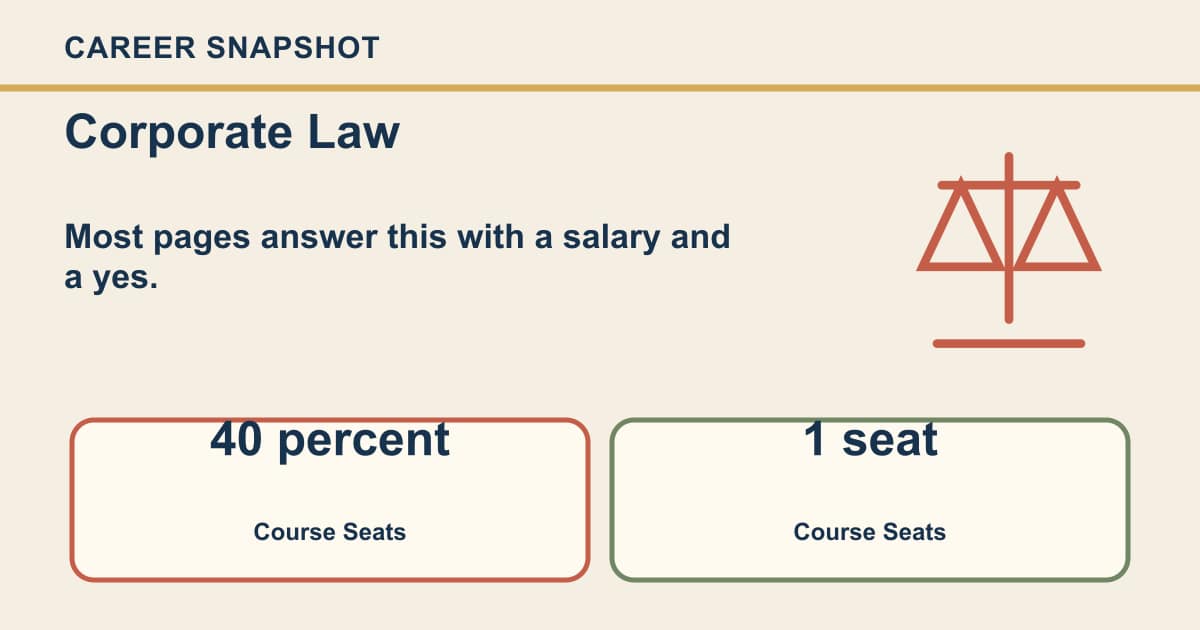 CAREER SNAPSHOT
Corporate Law
Most pages answer this with a salary and
a yes.
40 percent
Course Seats
1 seat
Course Seats